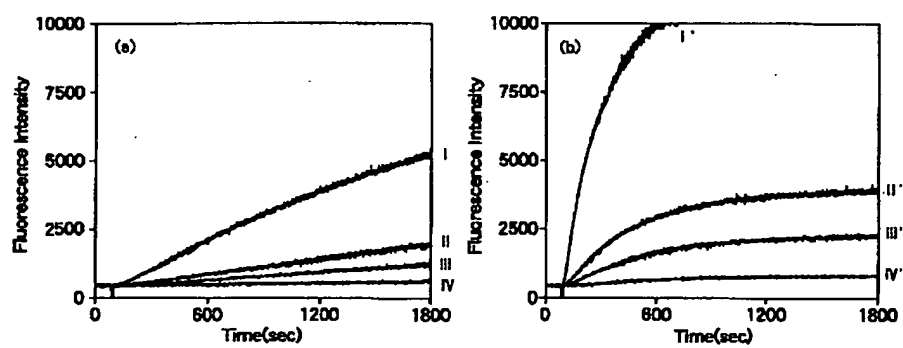 (a)
Fluorescence Intensity
10000
7500
5000
2500
0
0 600 1200 1800
Time(sec)
I
II
III
IV
(b)
Fluorescence Intensity
10000
7500
5000
2500
0
0 600 1200 1800
Time(sec)
I'
II'
III'
IV'